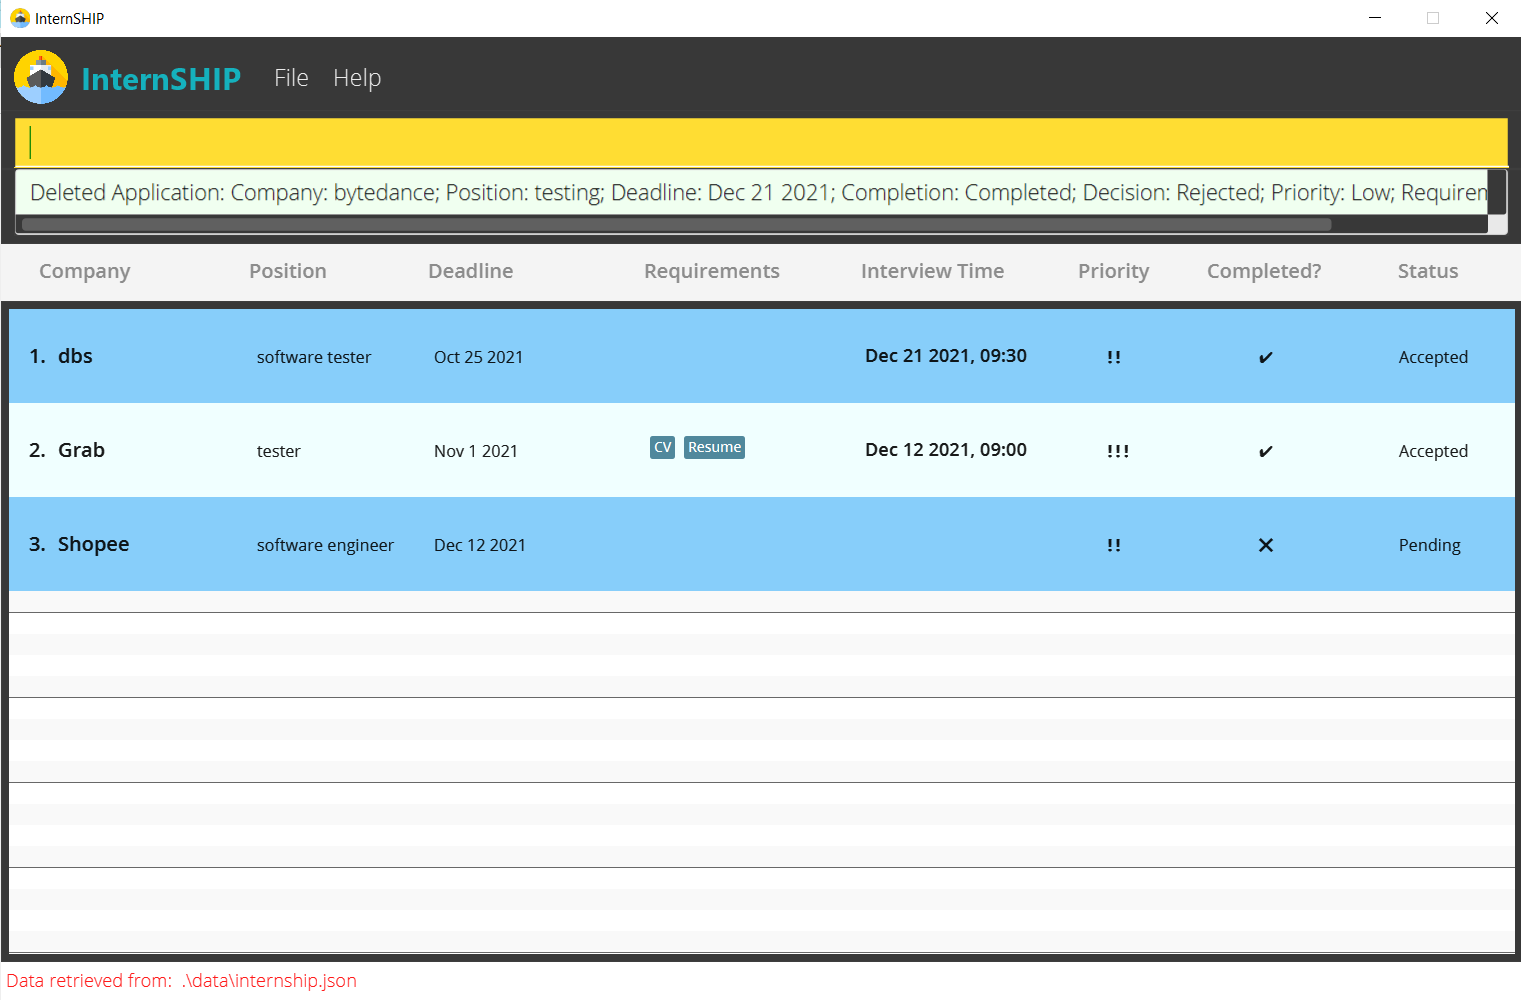 InternSHIP
InternSHIP File Help
Deleted Application: Company: bytedance; Position: testing; Deadline: Dec 21 2021; Completion: Completed; Decision: Rejected; Priority: Low;
Company Position Deadline Requirements Interview Time Priority Completed? Status
1. dbs software tester Oct 25 2021 Dec 21 2021, 09:30 !! ✔ Accepted
2. Grab tester Nov 1 2021 CV Resume Dec 12 2021, 09:00 !!! ✔ Accepted
3. Shopee software engineer Dec 12 2021 !! ✕ Pending
Data retrieved from: .\data\internship.json